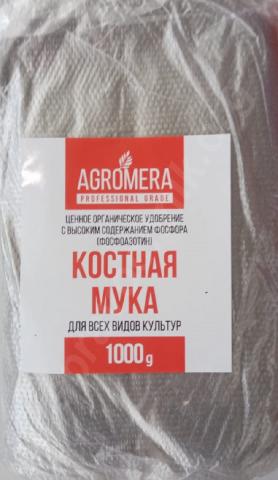 AGROMERA
PROFESSIONAL GRADE
ЦЕННОЕ ОРГАНИЧЕСКОЕ УДОБРЕНИЕ
С ВЫСОКИМ СОДЕРЖАНИЕМ ФОСФОРА
(ФОСФОАЗОТИН)
КОСТНАЯ
МУКА
ДЛЯ ВСЕХ ВИДОВ КУЛЬТУР
1000g